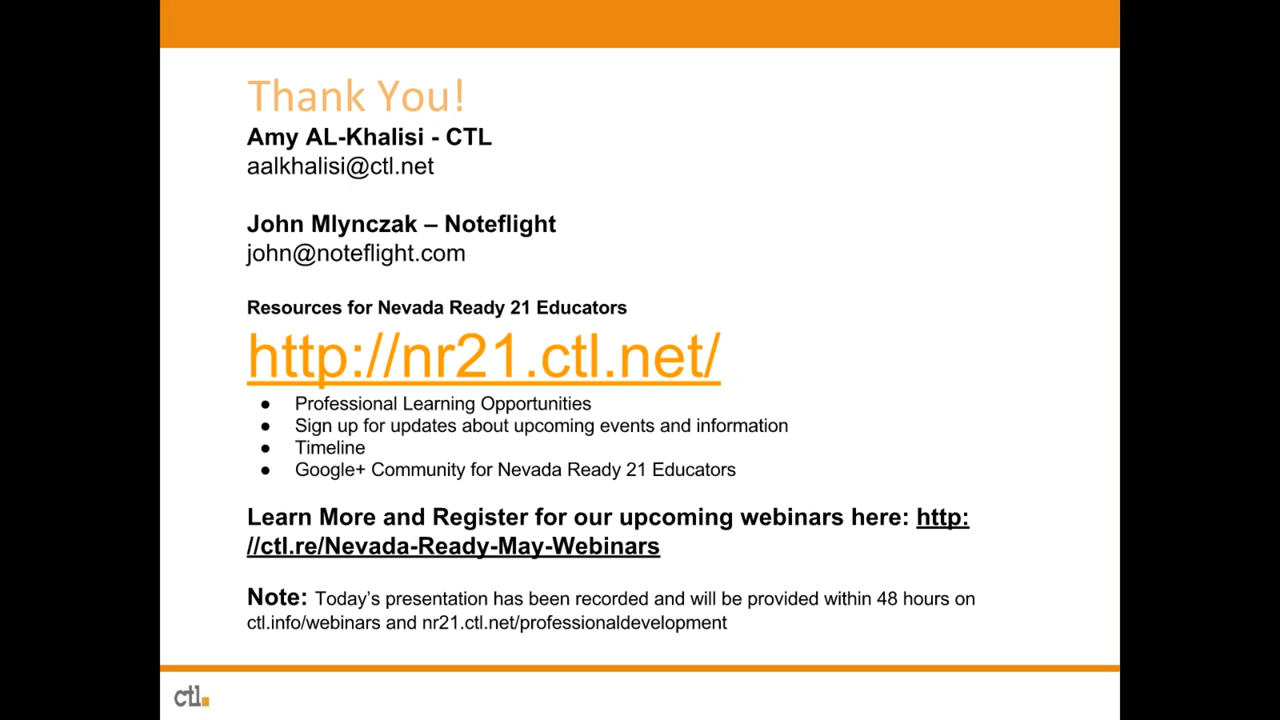 Thank You!
Amy AL-Khalisi - CTL
aalkhalisi@ctl.net
John Mlynczak – Noteflight
john@noteflight.com
Resources for Nevada Ready 21 Educators
http://nr21.ctl.net/
● Professional Learning Opportunities
● Sign up for updates about upcoming events and information
● Timeline
● Google+ Community for Nevada Ready 21 Educators
Learn More and Register for our upcoming webinars here: http:
//ctl.re/Nevada-Ready-May-Webinars
Note: Today’s presentation has been recorded and will be provided within 48 hours on
ctl.info/webinars and nr21.ctl.net/professionaldevelopment
ctl